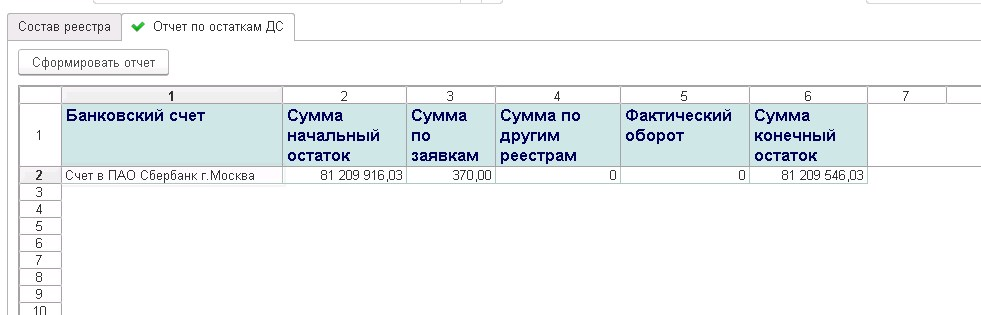 Состав реестра Отчет по остаткам ДС
Сформировать отчет
1 2 3 4 5 6 7
1 Банковский счет Сумма начальный остаток Сумма по заявкам Сумма по другим реестрам Фактический оборот Сумма конечный остаток
2 Счет в ПАО Сбербанк г.Москва 81 209 916,03 370,00 0 0 81 209 546,03
3
4
5
6
7
8
9
10